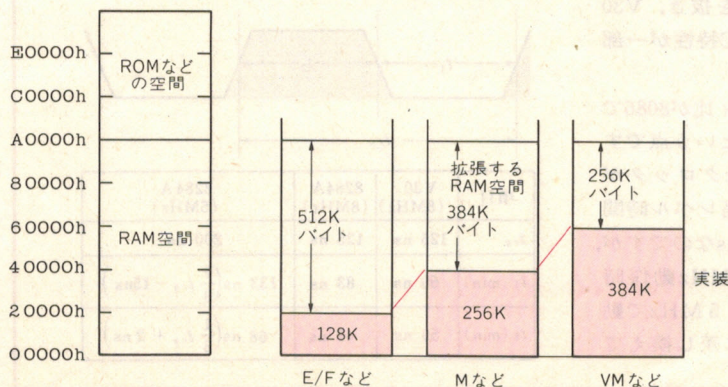 E0000h
C0000h
A0000h
80000h
60000h
40000h
20000h
00000h
ROMなど
の空間
RAM空間
512K
バイト
128K
E/Fなど
拡張する
RAM空間
384K
バイト
256K
Mなど
256K
バイト
384K
VMなど
実装